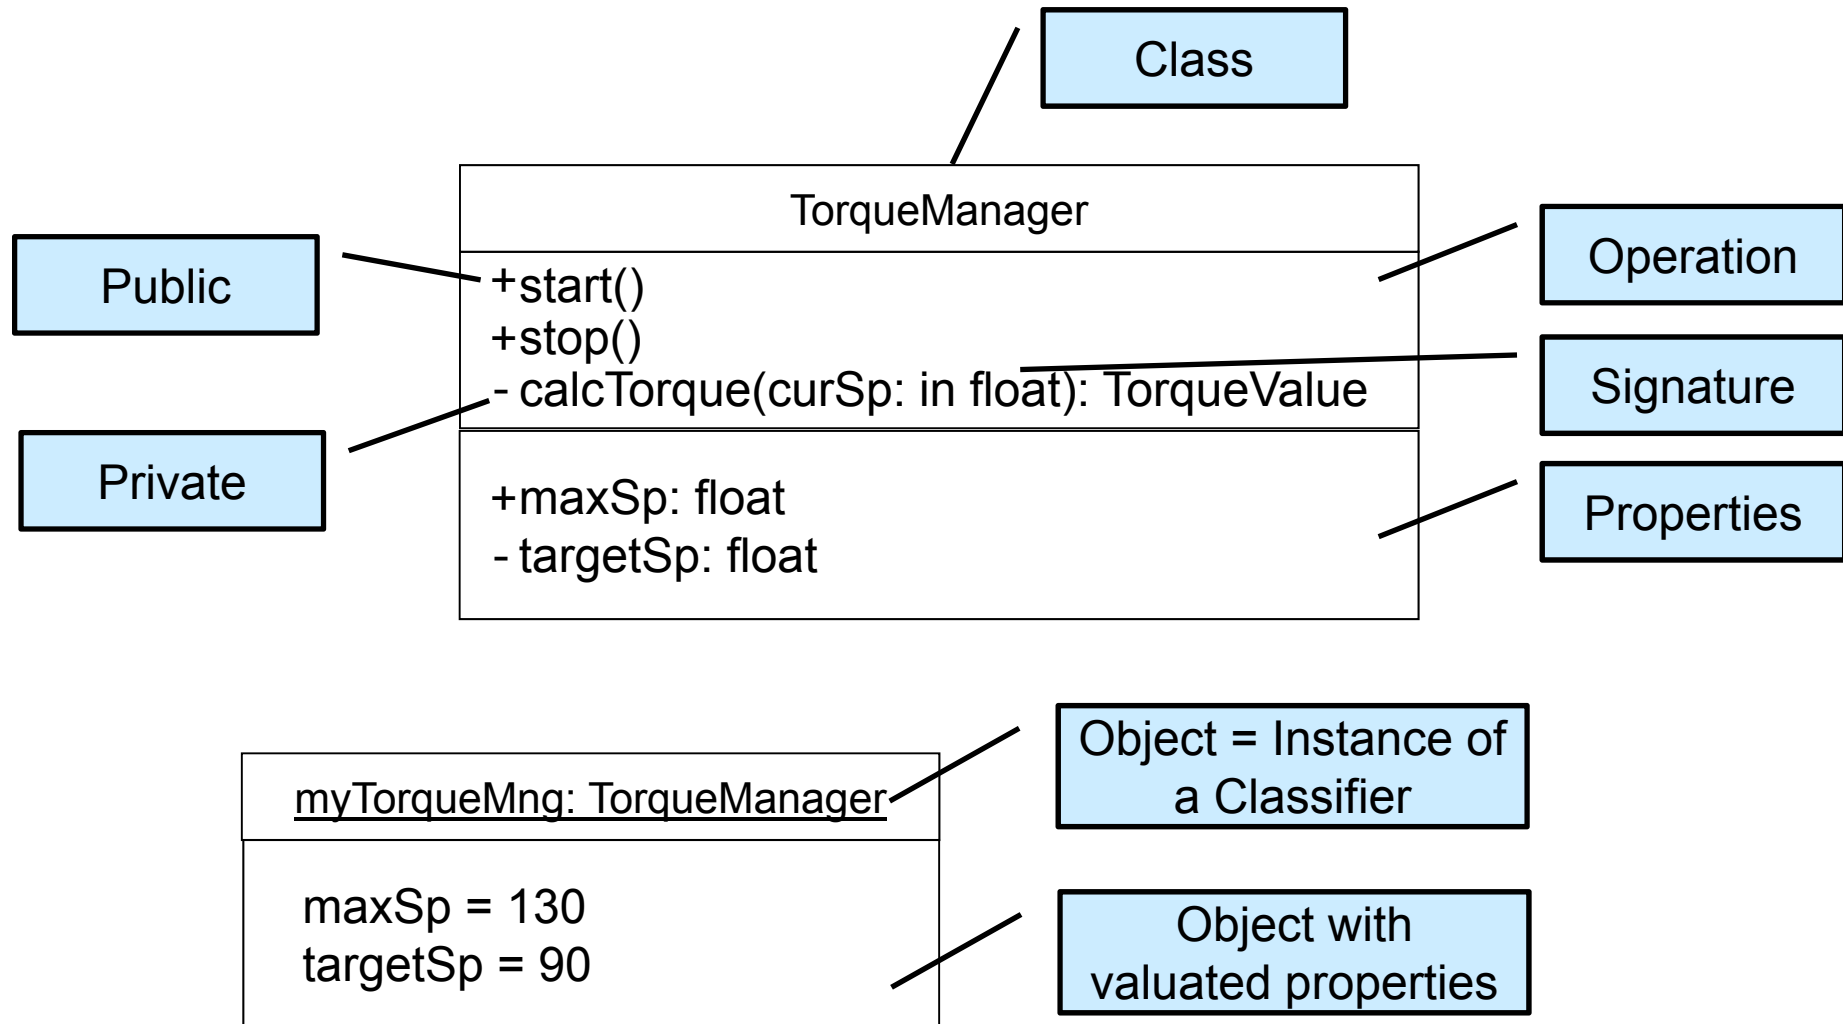 Class
TorqueManager
Public
+start()
Operation
+stop()
- calcTorque(curSp: in float): TorqueValue
Signature
Private
+maxSp: float
Properties
- targetSp: float
Object = Instance of
a Classifier
myTorqueMng: TorqueManager
maxSp = 130
targetSp = 90
Object with
valuated properties